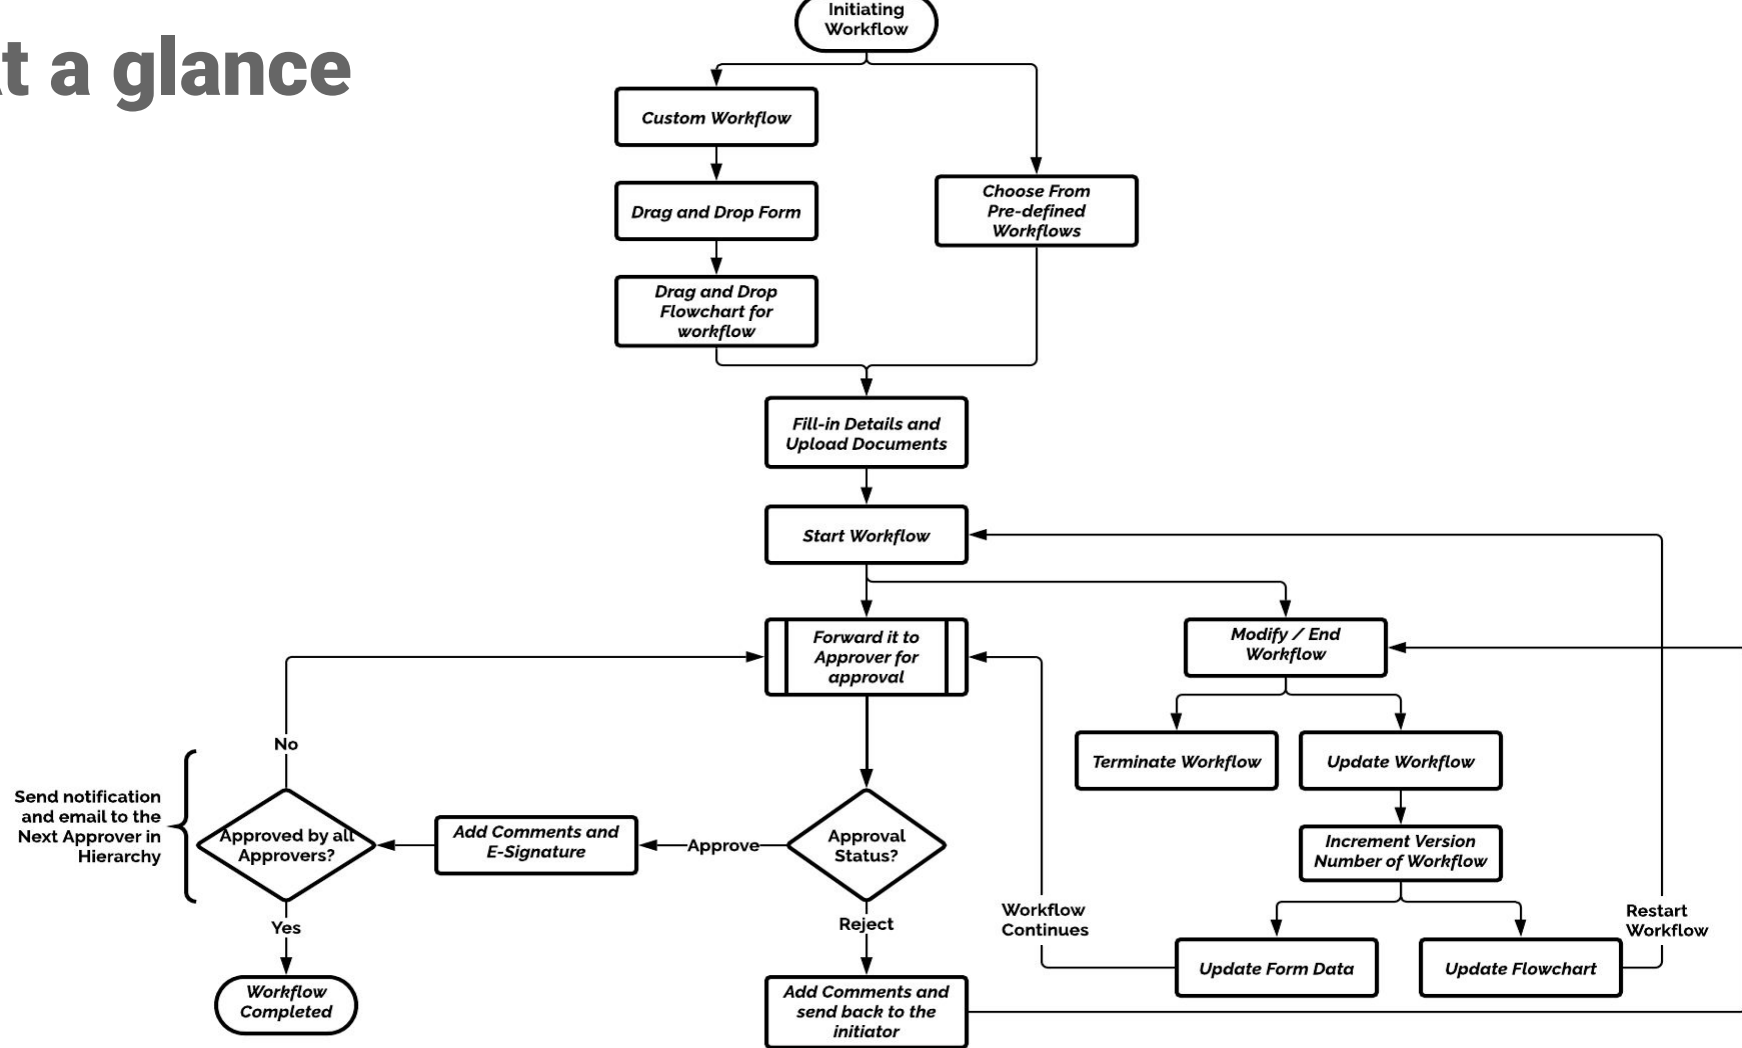 t a glance
Initiating
Workflow
Custom Workflow
Drag and Drop Form
Choose From
Pre-defined
Workflows
Drag and Drop
Flowchart for
workflow
Fill-in Details and
Upload Documents
Start Workflow
Forward it to
Approver for
approval
Modify / End
Workflow
No
Terminate Workflow
Update Workflow
Send notification
and email to the
Next Approver in
Hierarchy
Approved by all
Approvers?
Add Comments and
E-Signature
Approve
Approval
Status?
Increment Version
Number of Workflow
Yes
Reject
Workflow
Continues
Restart
Workflow
Update Form Data
Update Flowchart
Workflow
Completed
Add Comments and
send back to the
initiator